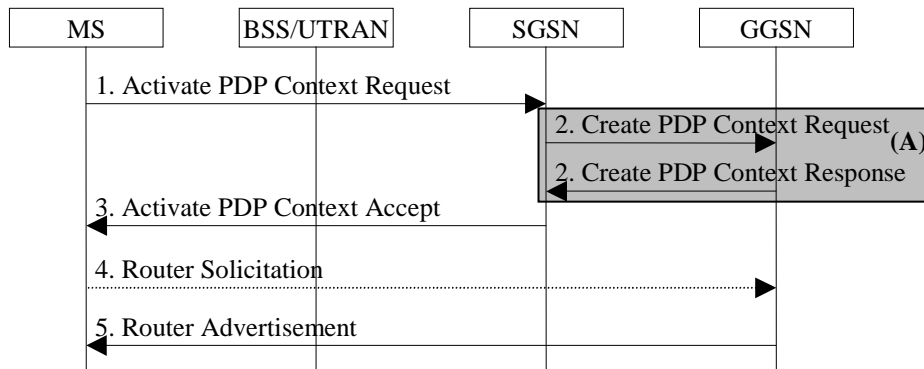 MS
BSS/UTRAN
SGSN
GGSN
1. Activate PDP Context Request
2. Create PDP Context Request
(A)
2. Create PDP Context Response
3. Activate PDP Context Accept
4. Router Solicitation
5. Router Advertisement